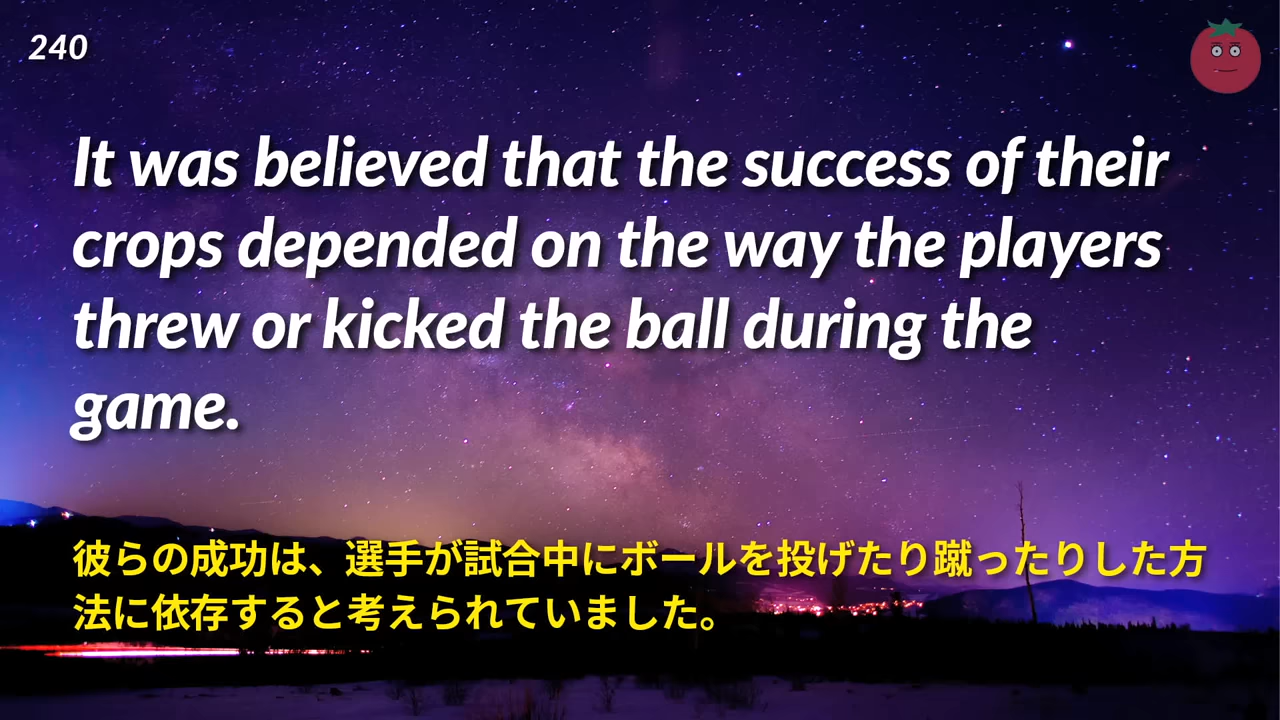 240
It was believed that the success of their
crops depended on the way the players
threw or kicked the ball during the
game.
彼らの成功は、選手が試合中にボールを投げたり蹴ったりした方
法に依存すると考えられていました。